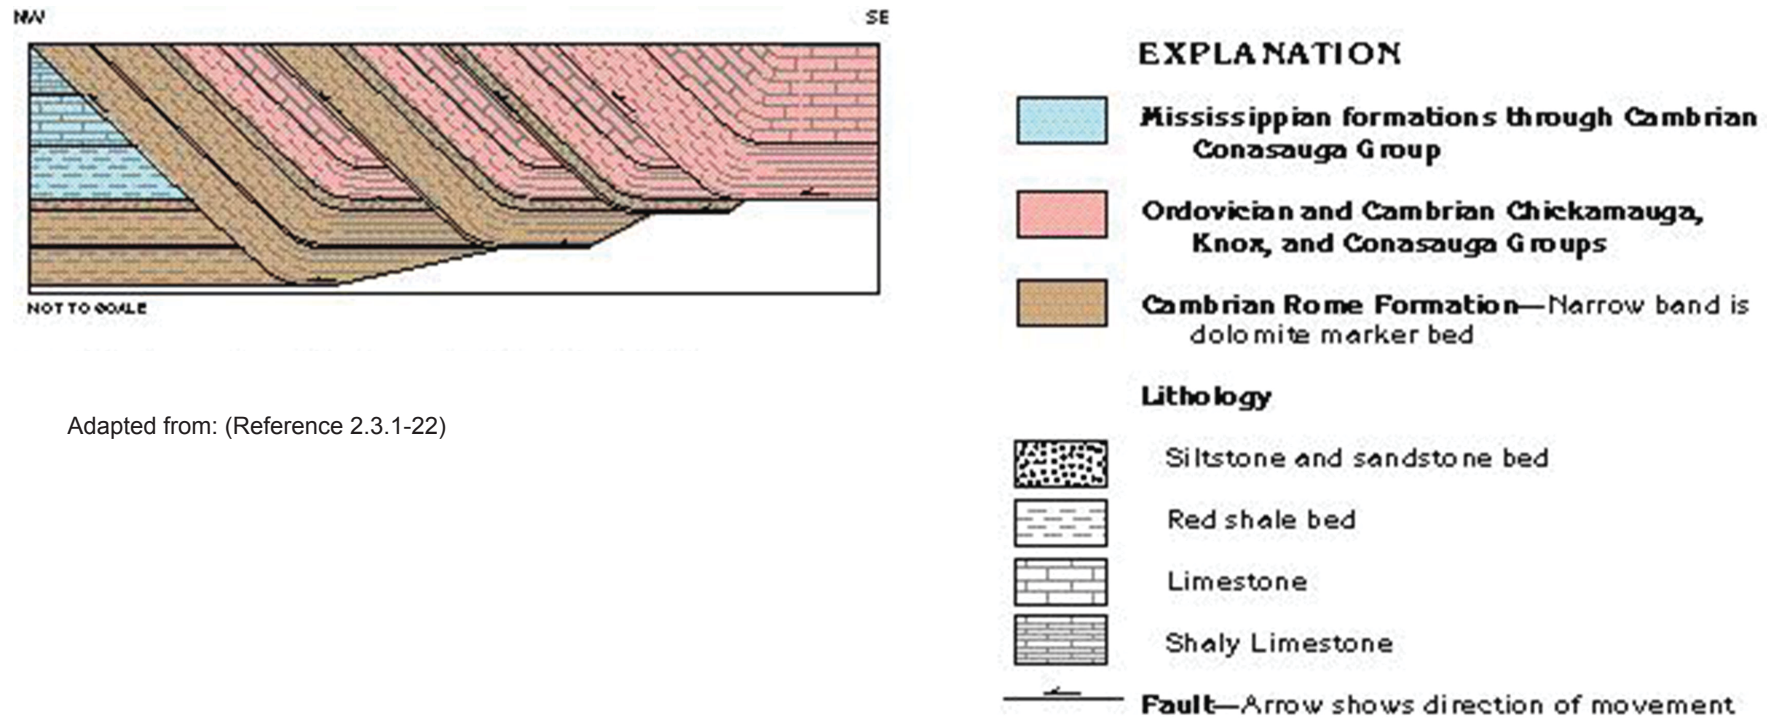 NW
SE
NOT TO SCALE
Adapted from: (Reference 2.3.1-22)
EXPLANATION
Mississippian formations through Cambrian
Conasauga Group
Ordovician and Cambrian Chickamauga,
Knox, and Conasauga Groups
Cambrian Rome Formation—Narrow band is
dolomite marker bed
Lithology
Siltstone and sandstone bed
Red shale bed
Limestone
Shaly Limestone
Fault—Arrow shows direction of movement